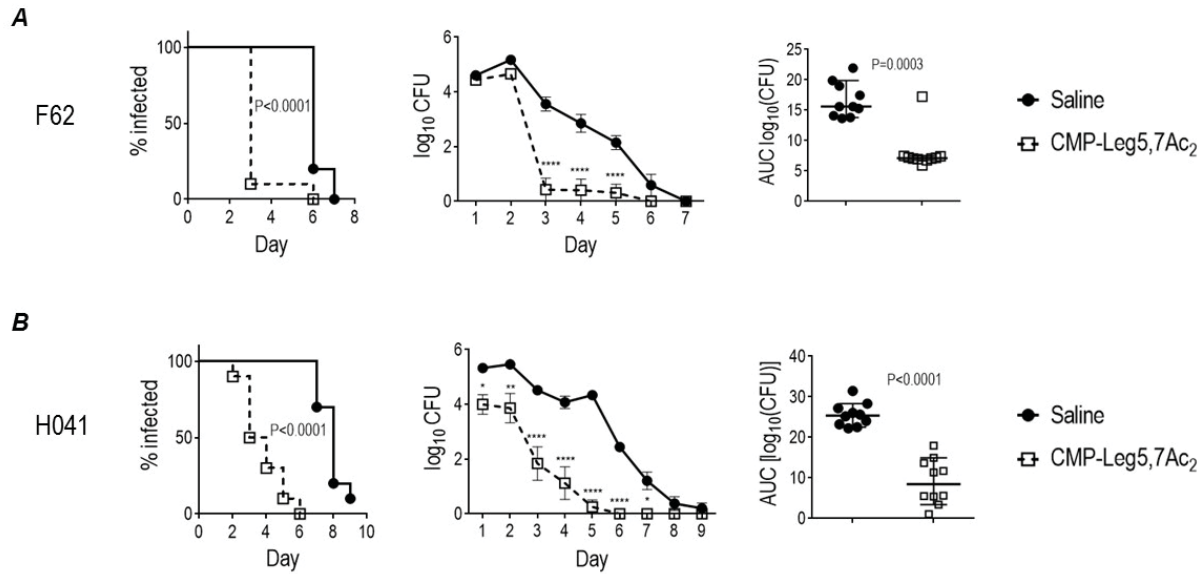 A
F62
% infected
100
50
0
P<0.0001
0 2 4 6 8
Day
log10 CFU
6
4
2
0
****
****
****
1 2 3 4 5 6 7
Day
AUC log10(CFU)
25
20
15
10
5
0
P=0.0003
Saline
CMP-Leg5,7Ac2
B
H041
% infected
100
50
0
P<0.0001
0 2 4 6 8 10
Day
log10 CFU
6
4
2
0
*
**
****
****
****
****
*
1 2 3 4 5 6 7 8 9
Day
AUC [log10(CFU)]
40
30
20
10
0
P<0.0001
Saline
CMP-Leg5,7Ac2